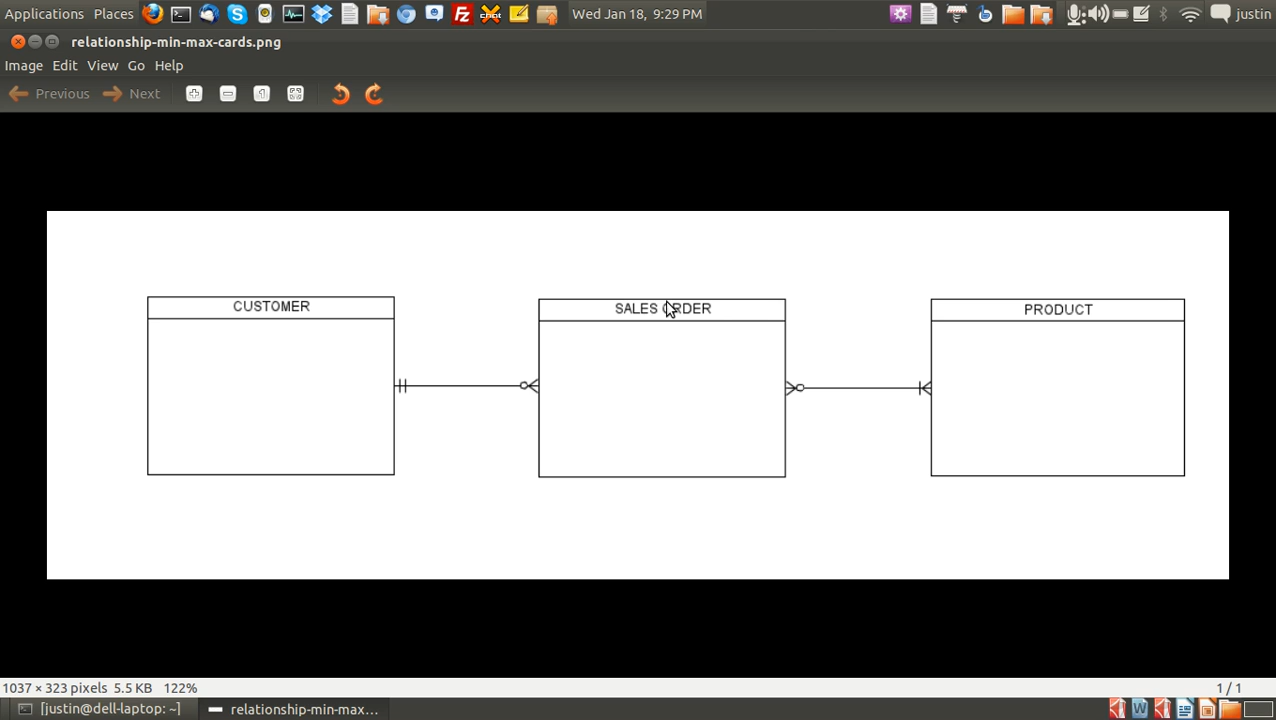 Applications Places Wed Jan 18, 9:29 PM justin
relationship-min-max-cards.png
Image Edit View Go Help
Previous Next
CUSTOMER SALES ORDER PRODUCT
1037 × 323 pixels 5.5 KB 122% 1 / 1
[justin@dell-laptop: ~] relationship-min-max...